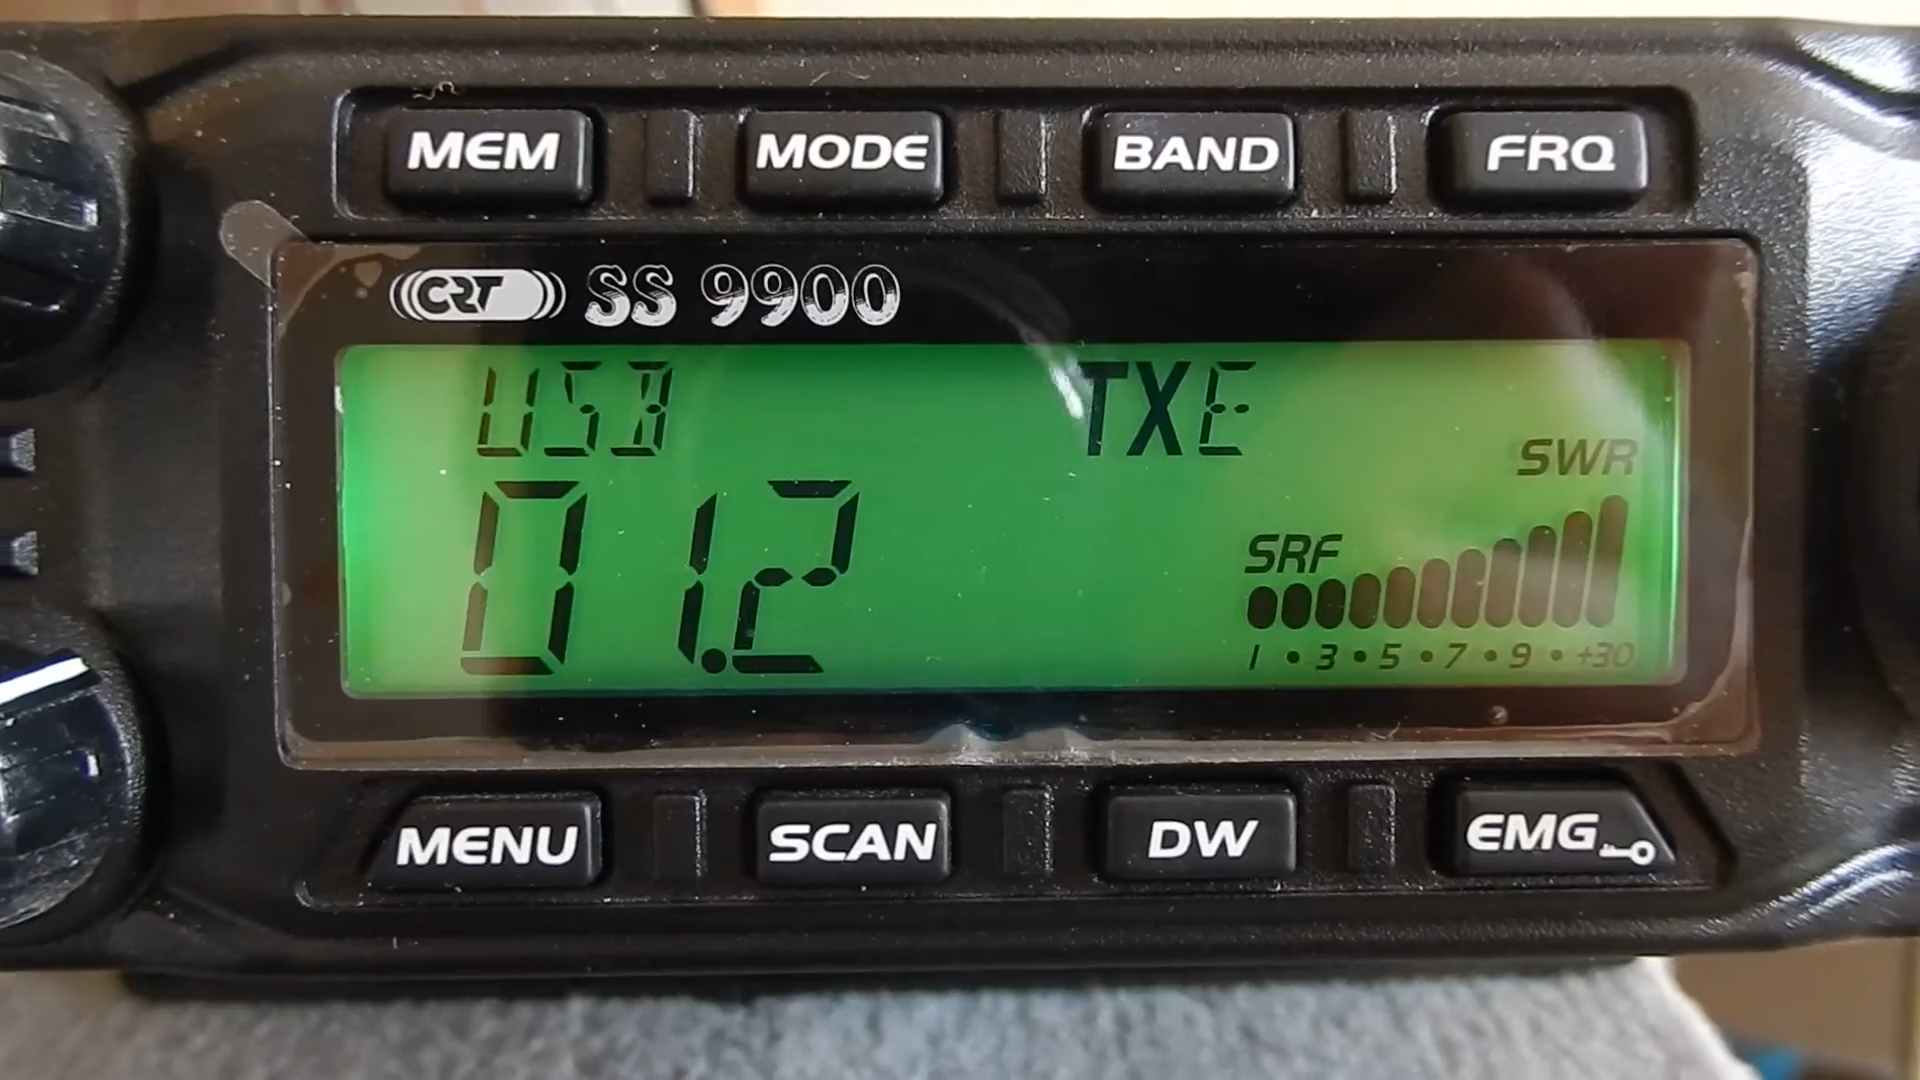 MEM MODE BAND FRQ
CRT SS 9900
USB TX E
SWR
01.2
SRF
1 • 3 • 5 • 7 • 9 • +30
MENU SCAN DW EMG